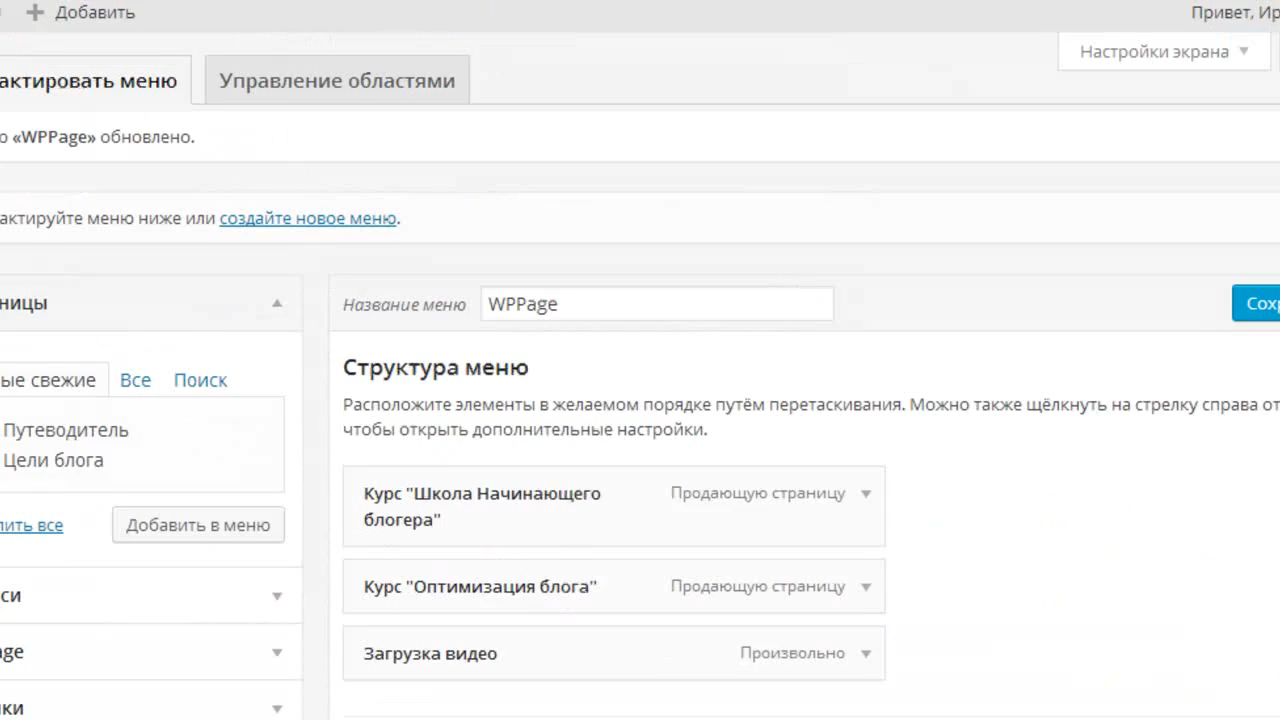 Добавить
Привет, Ир
Настройки экрана
актировать меню
Управление областями
о «WPPage» обновлено.
актируйте меню ниже или создайте новое меню.
ницы
Название меню
WPPage
Сохр
Структура меню
ые свежие
Все
Поиск
Расположите элементы в желаемом порядке путём перетаскивания. Можно также щёлкнуть на стрелку справа от
чтобы открыть дополнительные настройки.
Путеводитель
Цели блога
Курс "Школа Начинающего
блогера"
Продающую страницу
лить все
Добавить в меню
Курс "Оптимизация блога"
Продающую страницу
си
age
Загрузка видео
Произвольно
ки